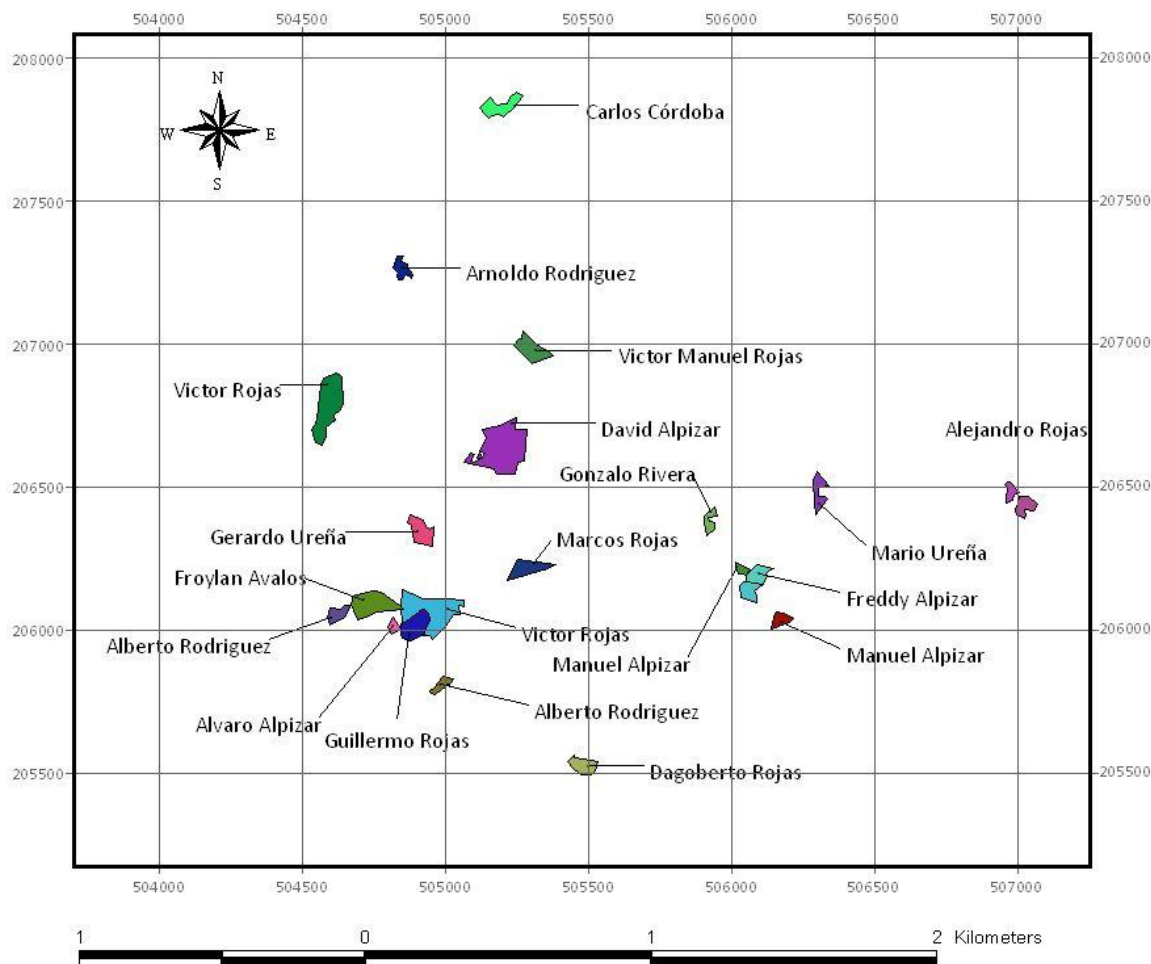 504000 504500 505000 505500 506000 506500 507000
208000 208000
N
W E
S
Carlos Córdoba
207500 207500
Arnoldo Rodriguez
207000 207000
Victor Manuel Rojas
Victor Rojas
David Alpizar
Alejandro Rojas
Gonzalo Rivera
206500 206500
Gerardo Ureña
Marcos Rojas
Mario Ureña
Froylan Avalos
Freddy Alpizar
206000 206000
Victor Rojas
Alberto Rodriguez
Manuel Alpizar
Manuel Alpizar
Alvaro Alpizar
Alberto Rodriguez
Guillermo Rojas
205500 205500
Dagoberto Rojas
504000 504500 505000 505500 506000 506500 507000
1 0 1 2 Kilometers